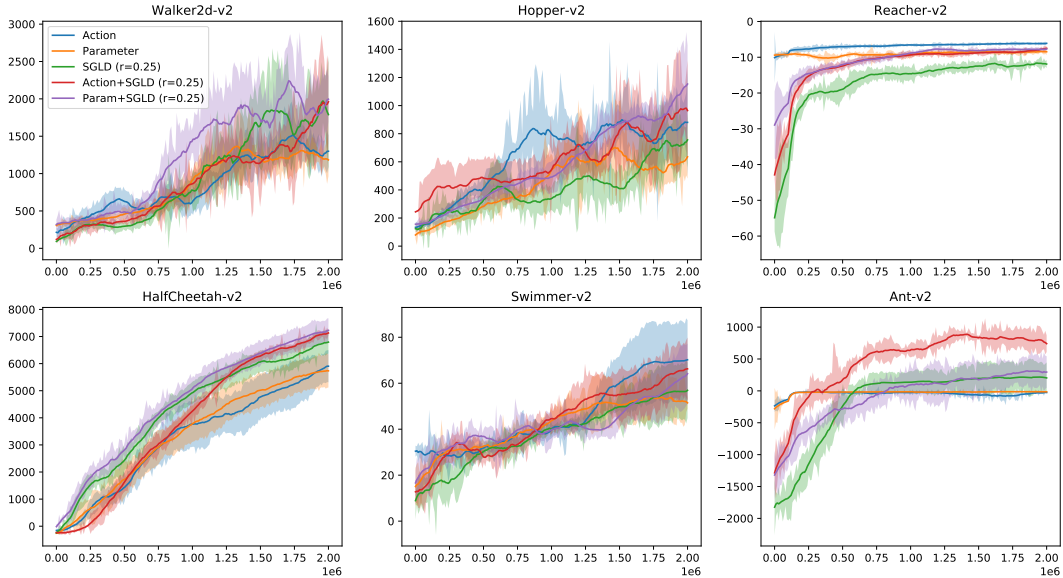 Walker2d-v2
Hopper-v2
Reacher-v2
3000
2500
2000
1500
1000
500
0
Action
Parameter
SGLD (r=0.25)
Action+SGLD (r=0.25)
Param+SGLD (r=0.25)
0.00 0.25 0.50 0.75 1.00 1.25 1.50 1.75 2.00
1e6
1600
1400
1200
1000
800
600
400
200
0
0.00 0.25 0.50 0.75 1.00 1.25 1.50 1.75 2.00
1e6
0
−10
−20
−30
−40
−50
−60
0.00 0.25 0.50 0.75 1.00 1.25 1.50 1.75 2.00
1e6
HalfCheetah-v2
Swimmer-v2
Ant-v2
8000
7000
6000
5000
4000
3000
2000
1000
0
0.00 0.25 0.50 0.75 1.00 1.25 1.50 1.75 2.00
1e6
80
60
40
20
0
0.00 0.25 0.50 0.75 1.00 1.25 1.50 1.75 2.00
1e6
1000
500
0
−500
−1000
−1500
−2000
0.00 0.25 0.50 0.75 1.00 1.25 1.50 1.75 2.00
1e6